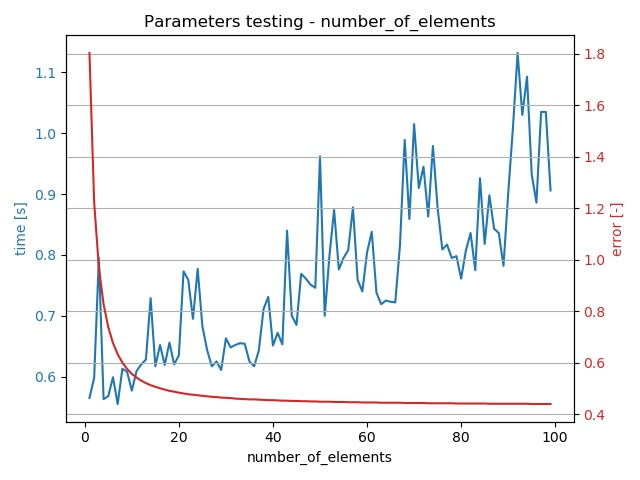 Parameters testing - number_of_elements
1.1
1.0
0.9
0.8
0.7
0.6
time [s]
1.8
1.6
1.4
1.2
1.0
0.8
0.6
0.4
error [-]
0 20 40 60 80 100
number_of_elements